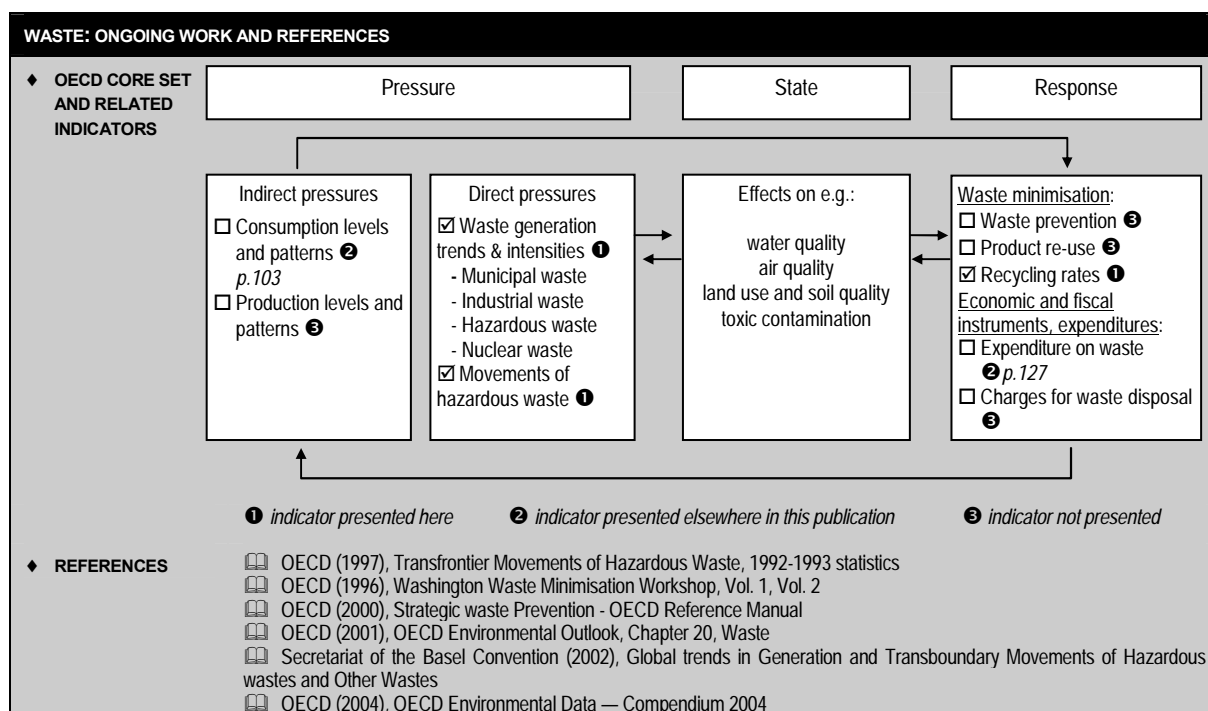 WASTE: ONGOING WORK AND REFERENCES
♦ OECD CORE SET
AND RELATED
INDICATORS
Pressure
State
Response
Indirect pressures
☐ Consumption levels
and patterns ❷
p.103
☐ Production levels and
patterns ❸
Direct pressures
☑ Waste generation
trends & intensities ❶
- Municipal waste
- Industrial waste
- Hazardous waste
- Nuclear waste
☑ Movements of
hazardous waste ❶
Effects on e.g.:
water quality
air quality
land use and soil quality
toxic contamination
Waste minimisation:
☐ Waste prevention ❸
☐ Product re-use ❸
☑ Recycling rates ❶
Economic and fiscal
instruments, expenditures:
☐ Expenditure on waste
❷ p.127
☐ Charges for waste disposal
❸
❶ indicator presented here ❷ indicator presented elsewhere in this publication ❸ indicator not presented
♦ REFERENCES
OECD (1997), Transfrontier Movements of Hazardous Waste, 1992-1993 statistics
OECD (1996), Washington Waste Minimisation Workshop, Vol. 1, Vol. 2
OECD (2000), Strategic waste Prevention - OECD Reference Manual
OECD (2001), OECD Environmental Outlook, Chapter 20, Waste
Secretariat of the Basel Convention (2002), Global trends in Generation and Transboundary Movements of Hazardous
wastes and Other Wastes
OECD (2004), OECD Environmental Data — Compendium 2004